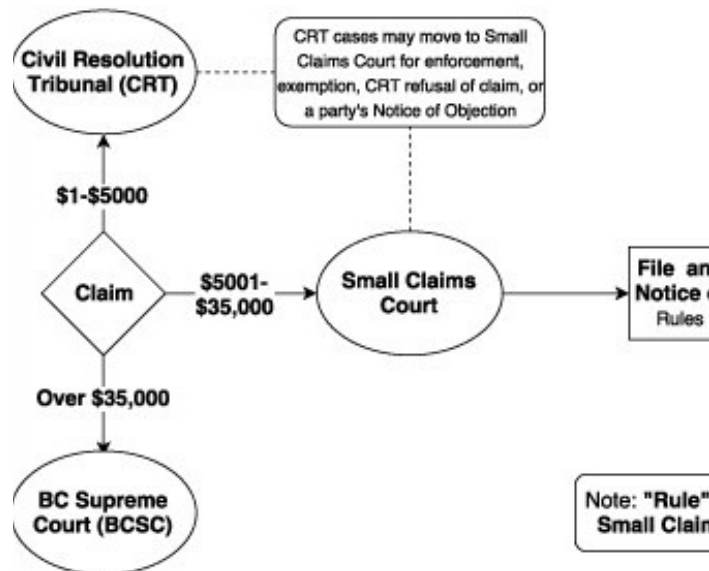 Civil Resolution
Tribunal (CRT)
CRT cases may move to Small
Claims Court for enforcement,
exemption, CRT refusal of claim, or
a party's Notice of Objection
$1-$5000
Claim
$5001-
$35,000
Small Claims
Court
File an
Notice
Rules
Over $35,000
BC Supreme
Court (BCSC)
Note: "Rule"
Small Claim